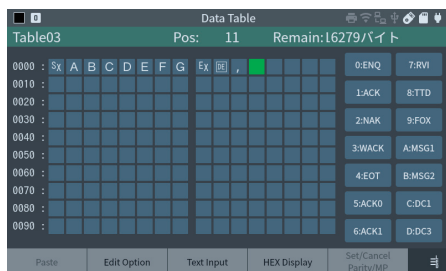 0 Data Table
Table03 Pos: 11 Remain:16279バイト
0000 : SX A B C D E F G EX DE ,
0010 :
0020 :
0030 :
0040 :
0050 :
0060 :
0070 :
0080 :
0090 :
0:ENQ 7:RVI
1:ACK 8:TTD
2:NAK 9:FOX
3:WACK A:MSG1
4:EOT B:MSG2
5:ACK0 C:DC1
6:ACK1 D:DC3
Paste Edit Option Text Input HEX Display Set/Cancel
Parity/MP